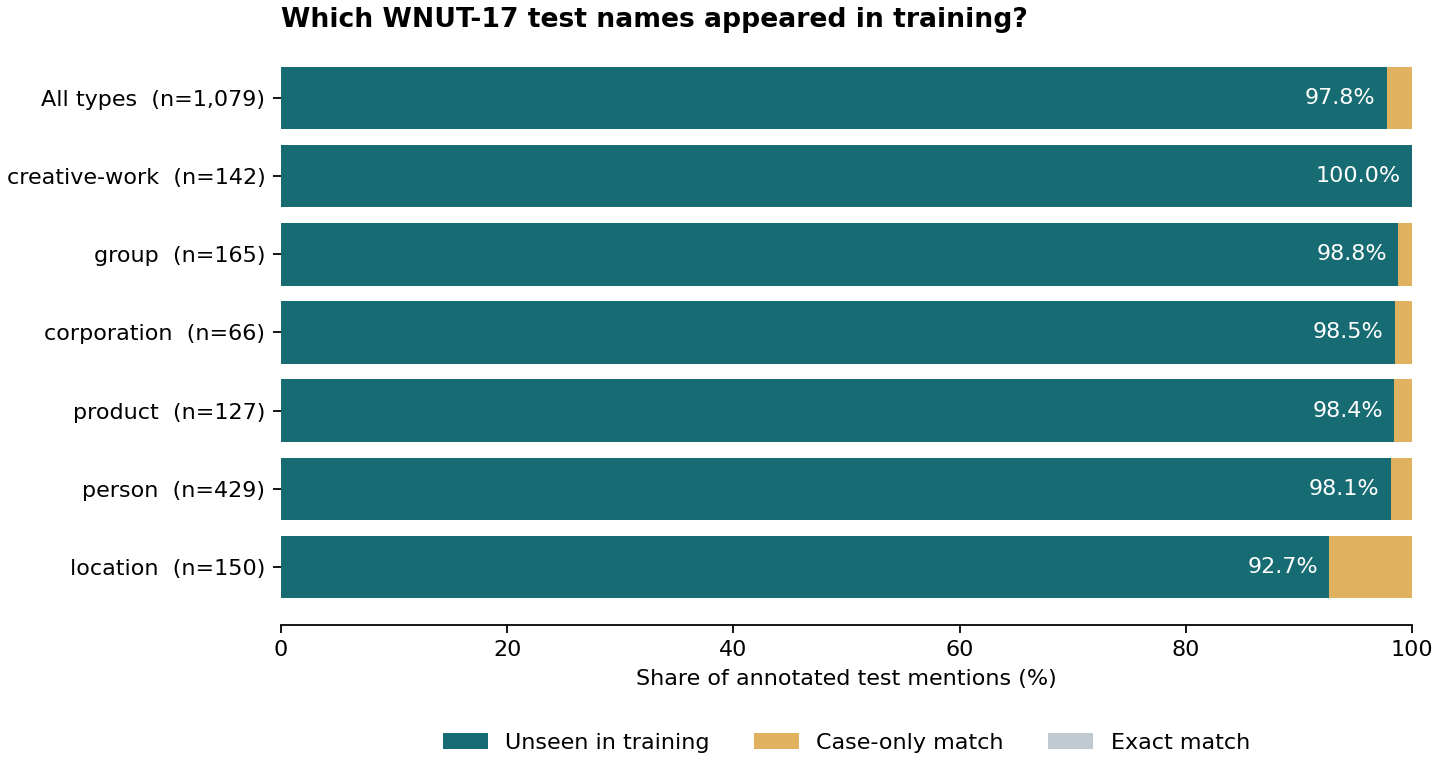 Which WNUT-17 test names appeared in training?
All types (n=1,079)
97.8%
creative-work (n=142)
100.0%
group (n=165)
98.8%
corporation (n=66)
98.5%
product (n=127)
98.4%
person (n=429)
98.1%
location (n=150)
92.7%
0 20 40 60 80 100
Share of annotated test mentions (%)
Unseen in training Case-only match Exact match